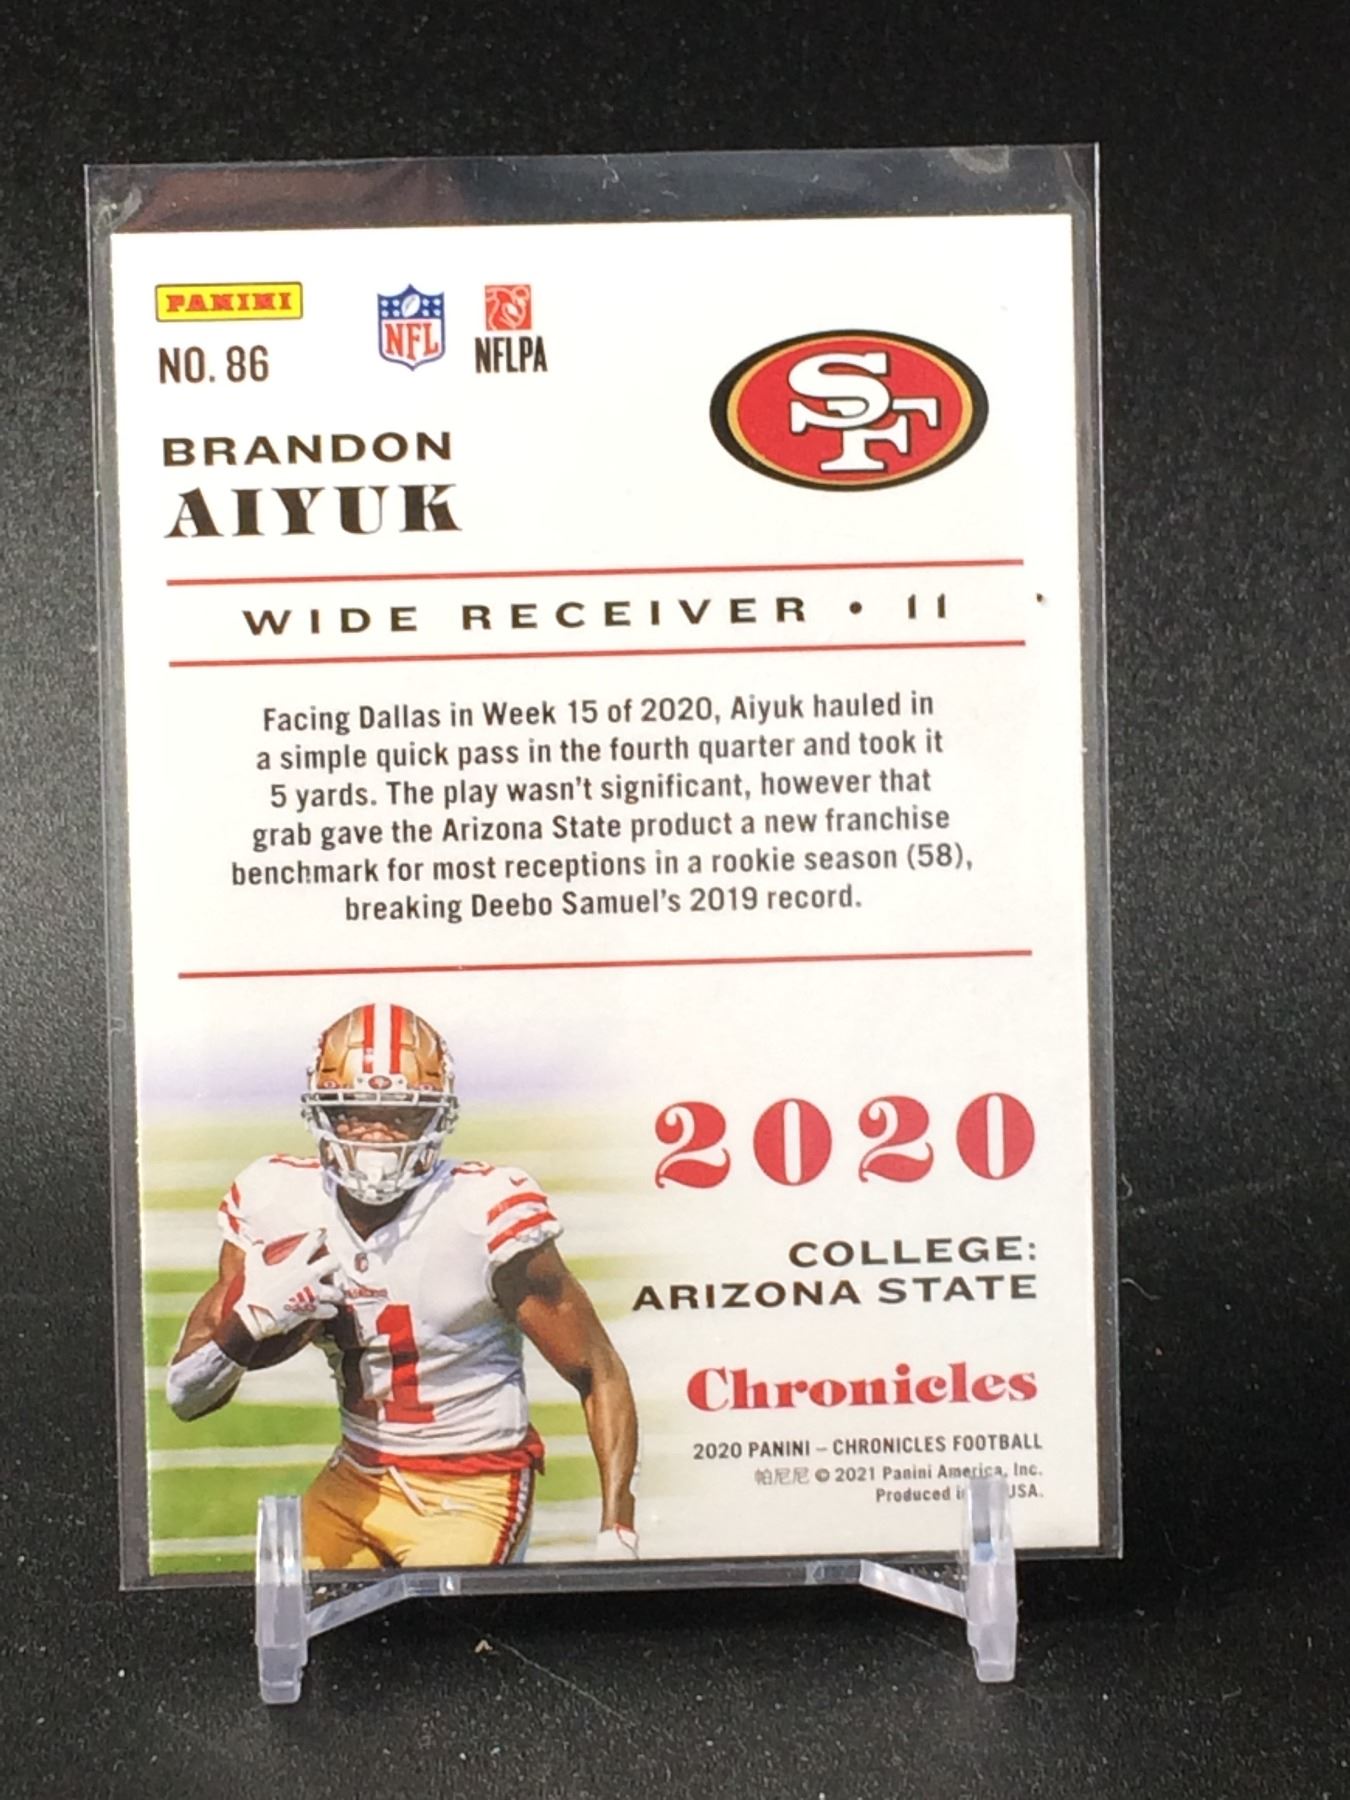 PANINI
NFL
NFLPA
NO. 86
SF
BRANDON
AIYUK
WIDE RECEIVER • 11
Facing Dallas in Week 15 of 2020, Aiyuk hauled in
a simple quick pass in the fourth quarter and took it
5 yards. The play wasn't significant, however that
grab gave the Arizona State product a new franchise
benchmark for most receptions in a rookie season (58),
breaking Deebo Samuel's 2019 record.
11
2020
COLLEGE:
ARIZONA STATE
Chronicles
2020 PANINI – CHRONICLES FOOTBALL
帕尼尼 © 2021 Panini America, Inc.
Produced USA.